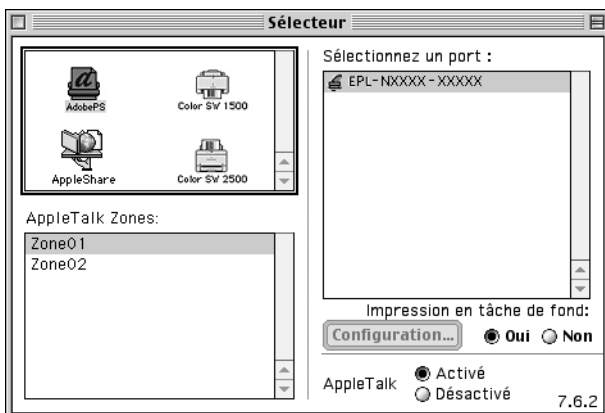 Sélecteur
AdobePS
Color SW 1500
AppleShare
Color SW 2500
AppleTalk Zones:
Zone01
Zone02
Sélectionnez un port :
EPL-NXXXX-XXXXX
Impression en tâche de fond:
Configuration... Oui Non
AppleTalk Activé
Désactivé
7.6.2